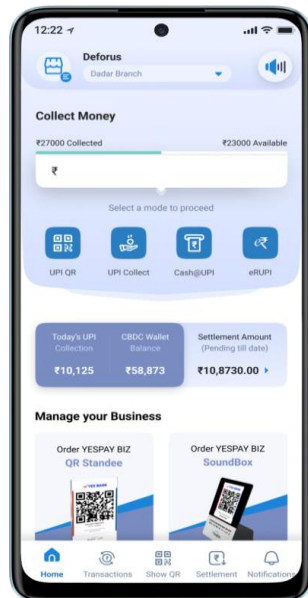 12:22
Deforus
Dadar Branch
Collect Money
₹27000 Collected ₹23000 Available
₹
Select a mode to proceed
UPI QR UPI Collect Cash@UPI eRUPI
Today's UPI Collection
₹10,125
CBDC Wallet Balance
₹58,873
Settlement Amount
(Pending till date)
₹10,8730.00
Manage your Business
Order YESPAY BIZ
QR Standee
YES BANK
Order YESPAY BIZ
SoundBox
Home Transactions Show QR Settlement Notifications